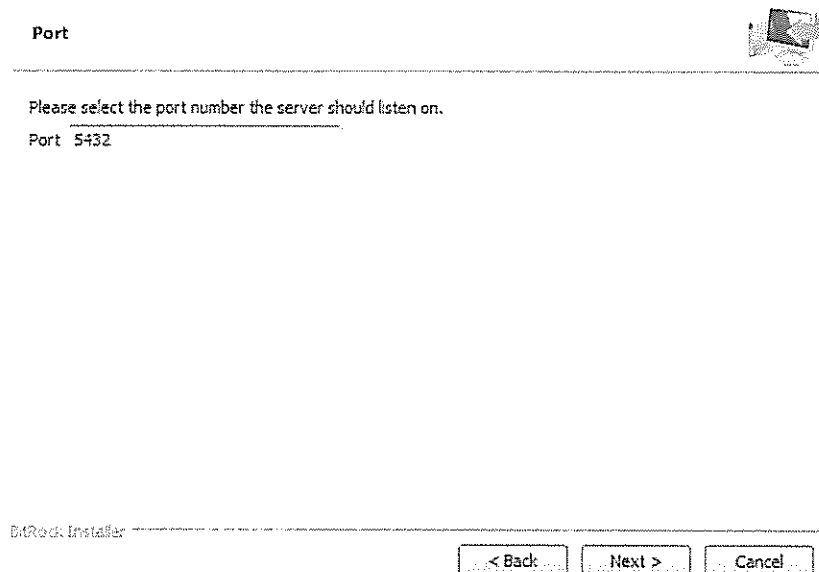 Port
Please select the port number the server should listen on.
Port 5432
BitRock Installer
< Back
Next >
Cancel